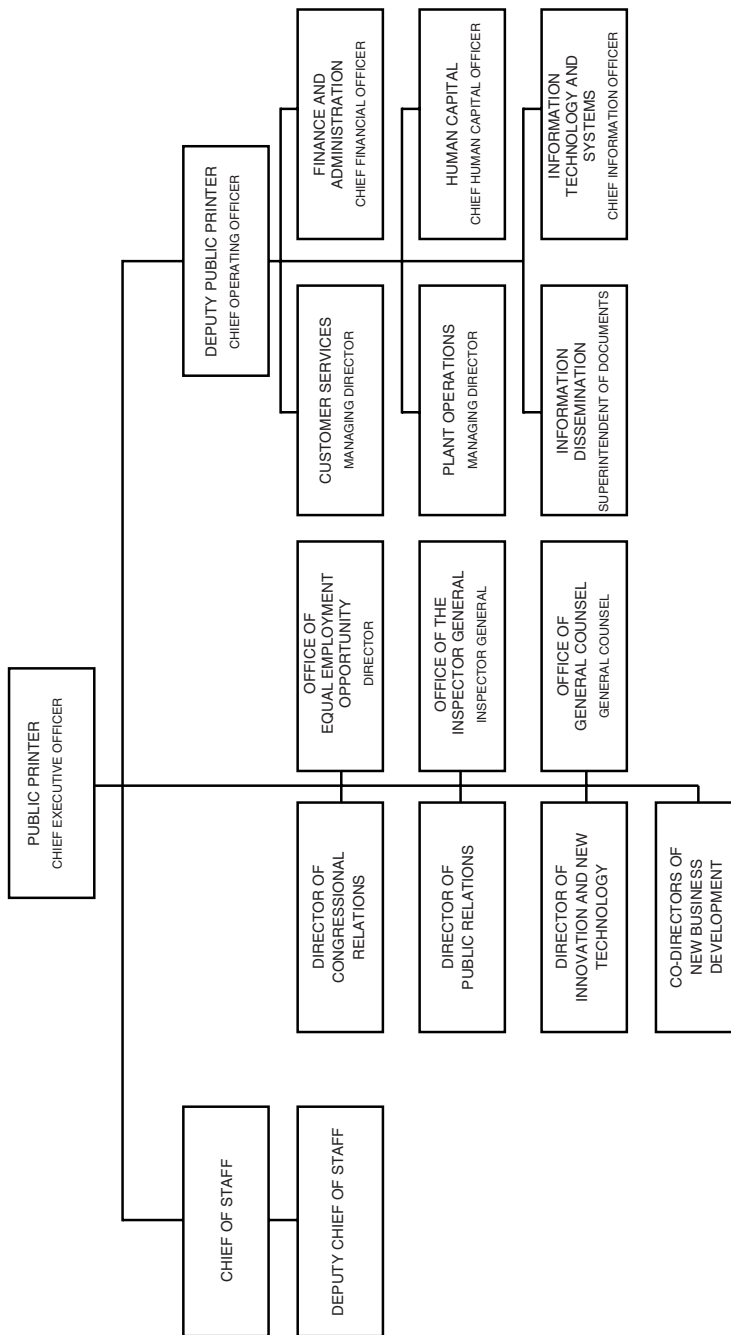 PUBLIC PRINTER
CHIEF EXECUTIVE OFFICER
CHIEF OF STAFF
DEPUTY CHIEF OF STAFF
DEPUTY PUBLIC PRINTER
CHIEF OPERATING OFFICER
DIRECTOR OF
CONGRESSIONAL
RELATIONS
OFFICE OF
EQUAL EMPLOYMENT
OPPORTUNITY
DIRECTOR
CUSTOMER SERVICES
MANAGING DIRECTOR
FINANCE AND
ADMINISTRATION
CHIEF FINANCIAL OFFICER
DIRECTOR OF
PUBLIC RELATIONS
OFFICE OF THE
INSPECTOR GENERAL
INSPECTOR GENERAL
PLANT OPERATIONS
MANAGING DIRECTOR
HUMAN CAPITAL
CHIEF HUMAN CAPITAL OFFICER
DIRECTOR OF
INNOVATION AND NEW
TECHNOLOGY
OFFICE OF
GENERAL COUNSEL
GENERAL COUNSEL
INFORMATION
DISSEMINATION
SUPERINTENDENT OF DOCUMENTS
INFORMATION
TECHNOLOGY AND
SYSTEMS
CHIEF INFORMATION OFFICER
CO-DIRECTORS OF
NEW BUSINESS
DEVELOPMENT